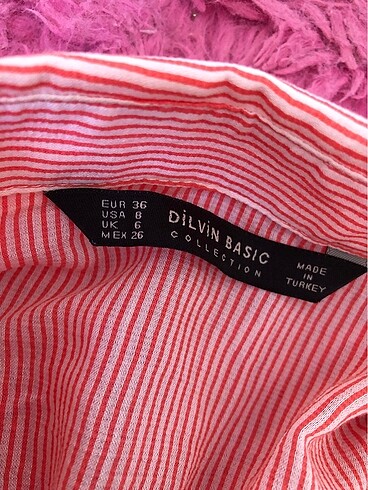 EUR 36
USA 8
UK 6
MEX 26
DİLVİN BASIC
COLLECTION
MADE
IN
TURKEY